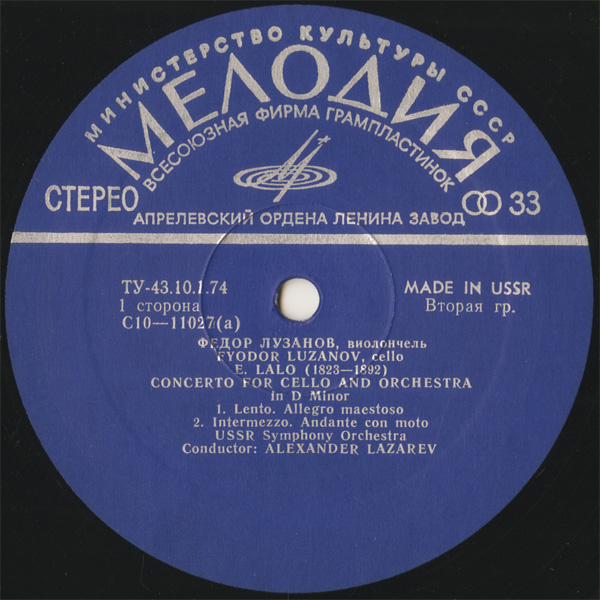 МИНИСТЕРСТВО КУЛЬТУРЫ СССР
МЕЛОДИЯ
ВСЕСОЮЗНАЯ ФИРМА ГРАМПЛАСТИНОК
СТЕРЕО
33
АПРЕЛЕВСКИЙ ОРДЕНА ЛЕНИНА ЗАВОД
ТУ-43.10.1.74
1 сторона
С10—11027(а)
MADE IN USSR
Вторая гр.
ФЕДОР ЛУЗАНОВ, виолончель
FYODOR LUZANOV, cello
E. LALO (1823—1892)
CONCERTO FOR CELLO AND ORCHESTRA
in D Minor
1. Lento. Allegro maestoso
2. Intermezzo. Andante con moto
USSR Symphony Orchestra
Conductor: ALEXANDER LAZAREV